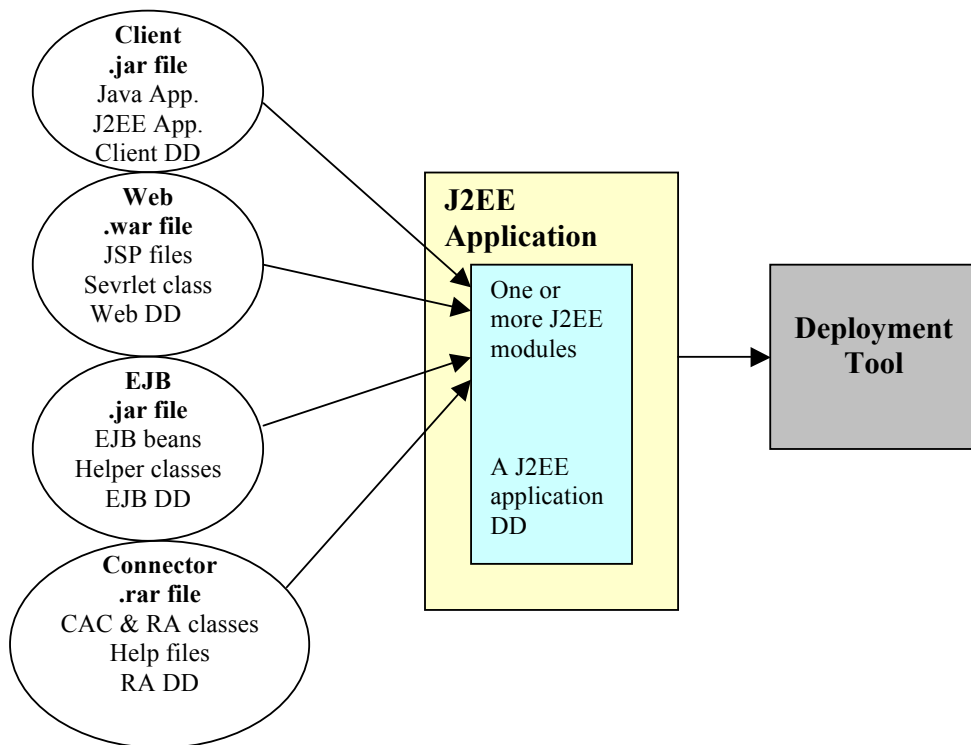 Client
.jar file
Java App.
J2EE App.
Client DD
Web
.war file
JSP files
Sevrlet class
Web DD
EJB
.jar file
EJB beans
Helper classes
EJB DD
Connector
.rar file
CAC & RA classes
Help files
RA DD
J2EE
Application
One or
more J2EE
modules
A J2EE
application
DD
Deployment
Tool